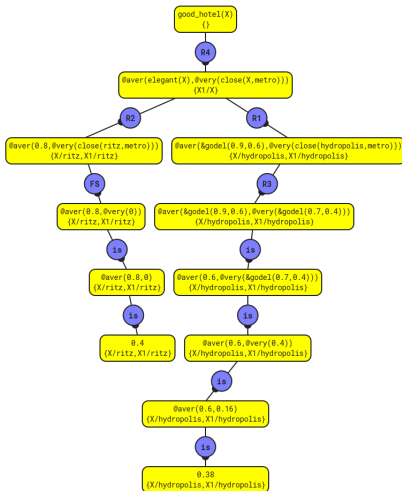 good_hotel(X)
{}
R4
@aver(elegant(X),@very(close(X,metro)))
{X1/X}
R2
R1
@aver(0.8,@very(close(ritz,metro)))
{X/ritz,X1/ritz}
@aver(&godel(0.9,0.6),@very(close(hydropolis,metro)))
{X/hydropolis,X1/hydropolis}
FS
R3
@aver(0.8,@very(0))
{X/ritz,X1/ritz}
@aver(&godel(0.9,0.6),@very(&godel(0.7,0.4)))
{X/hydropolis,X1/hydropolis}
is
is
@aver(0.8,0)
{X/ritz,X1/ritz}
@aver(0.6,@very(&godel(0.7,0.4)))
{X/hydropolis,X1/hydropolis}
is
is
0.4
{X/ritz,X1/ritz}
@aver(0.6,@very(0.4))
{X/hydropolis,X1/hydropolis}
is
@aver(0.6,0.16)
{X/hydropolis,X1/hydropolis}
is
0.38
{X/hydropolis,X1/hydropolis}